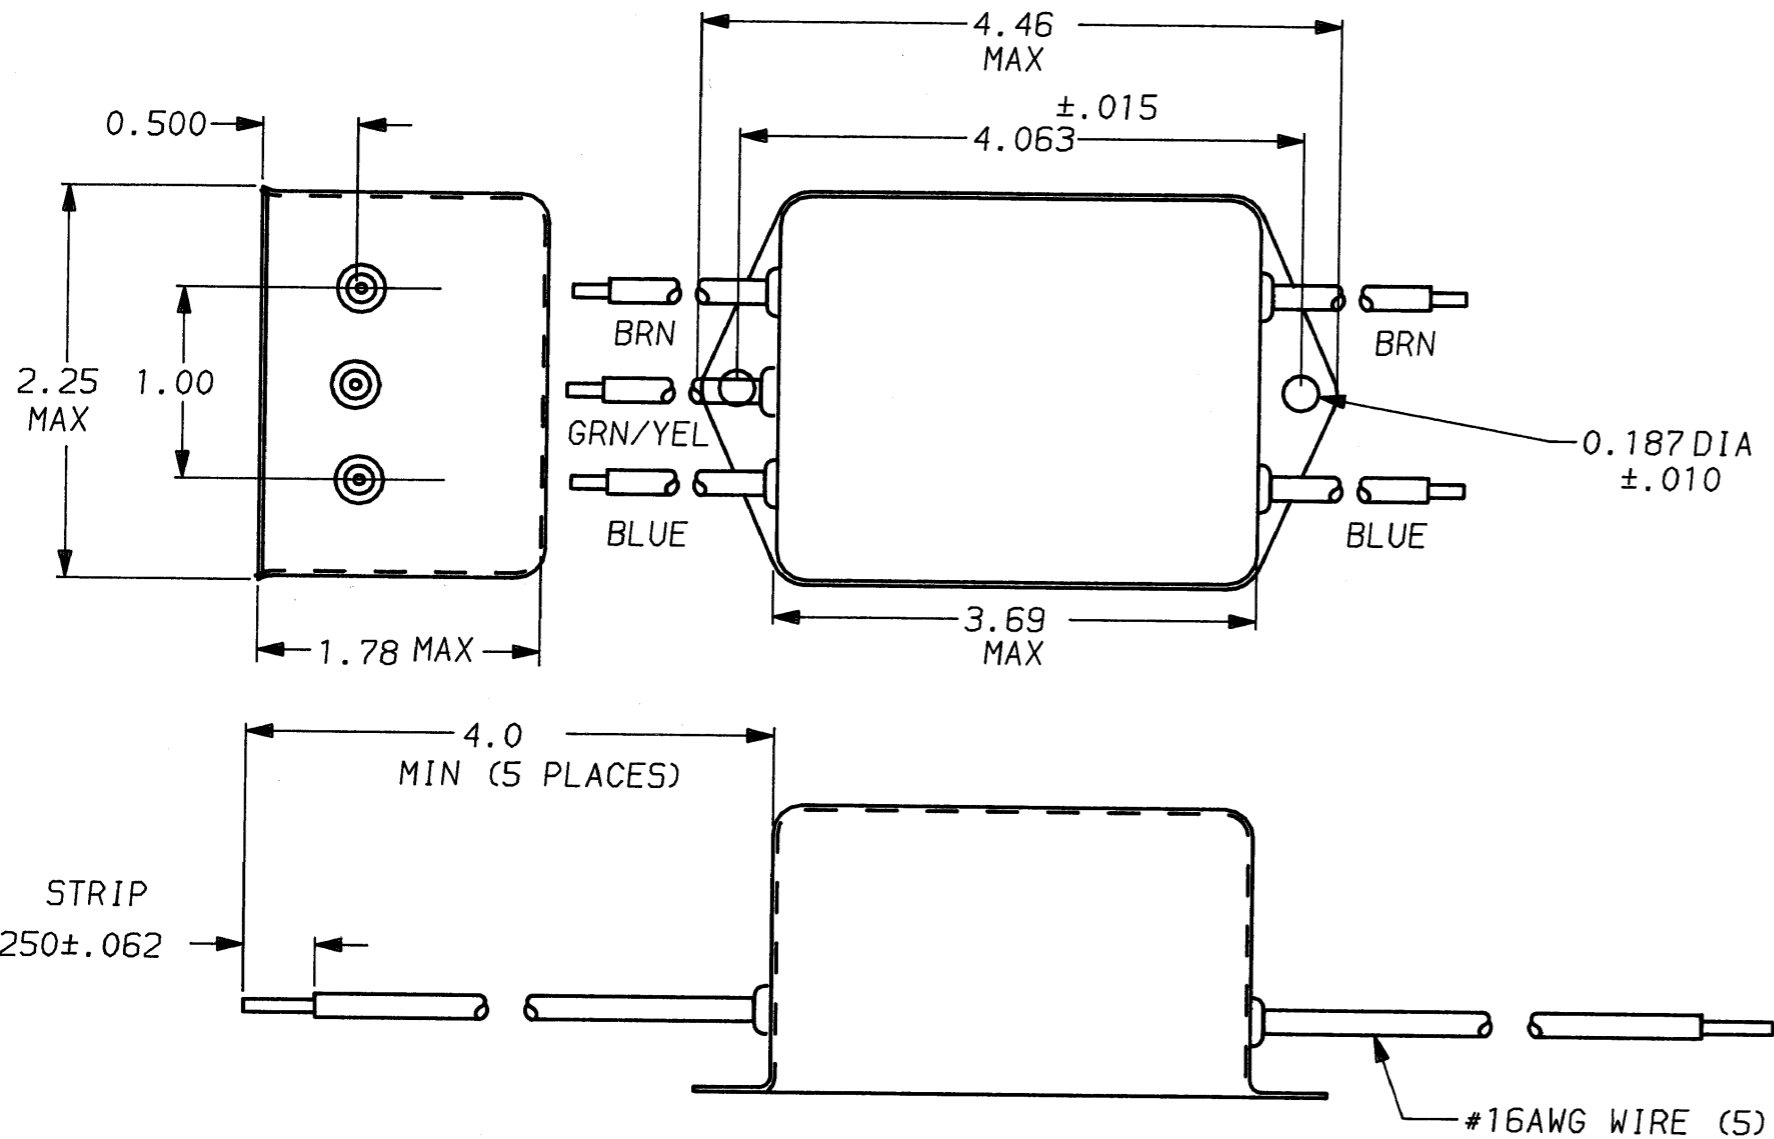 4.46
MAX
±.015
0.500
4.063
BRN
BRN
2.25
MAX
1.00
GRN/YEL
0.187 DIA
±.010
BLUE
BLUE
3.69
MAX
1.78 MAX
4.0
MIN (5 PLACES)
STRIP
250±.062
#16AWG WIRE (5)